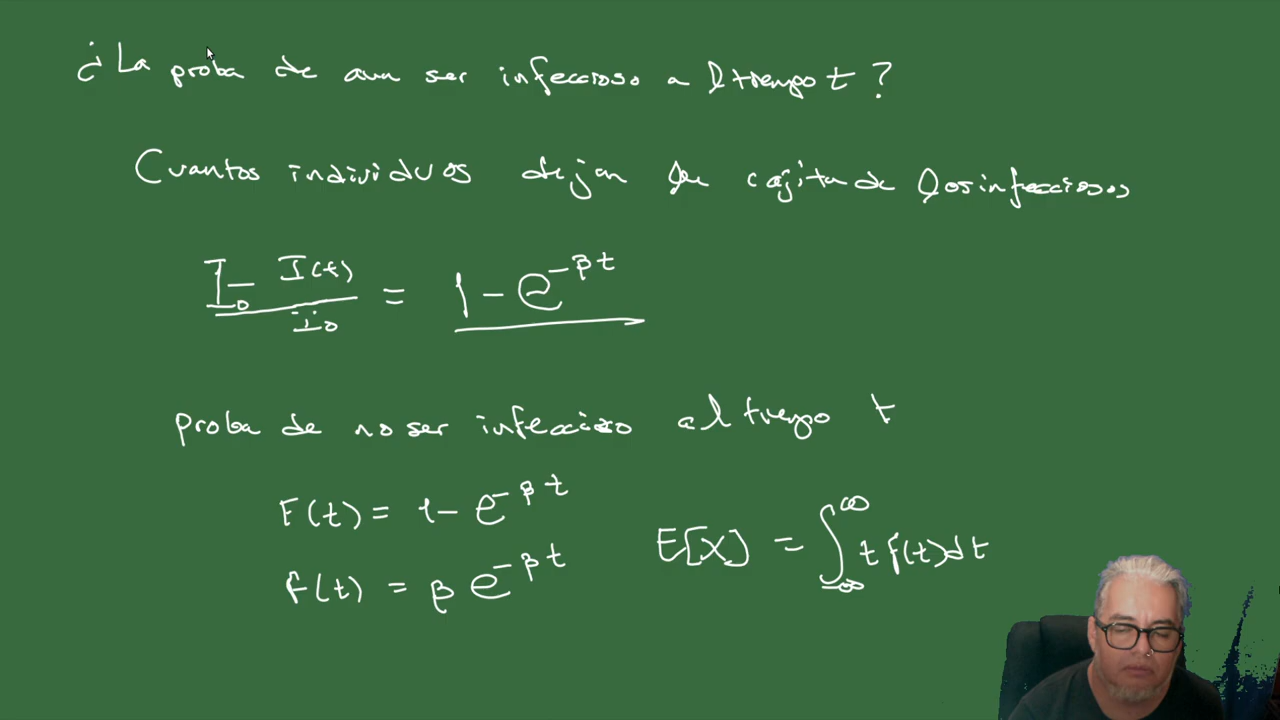 ¿La proba de aun ser infeccioso al tiempo t?
Cuantos individuos dejan la cajita de los infecciosos
(I₀ - I(t)) / I₀ = 1 - e^{-βt}
proba de no ser infeccioso al tiempo t
F(t) = 1 - e^{-βt}
f(t) = β e^{-βt}
E[X] = ∫_{-∞}^{∞} t f(t) dt